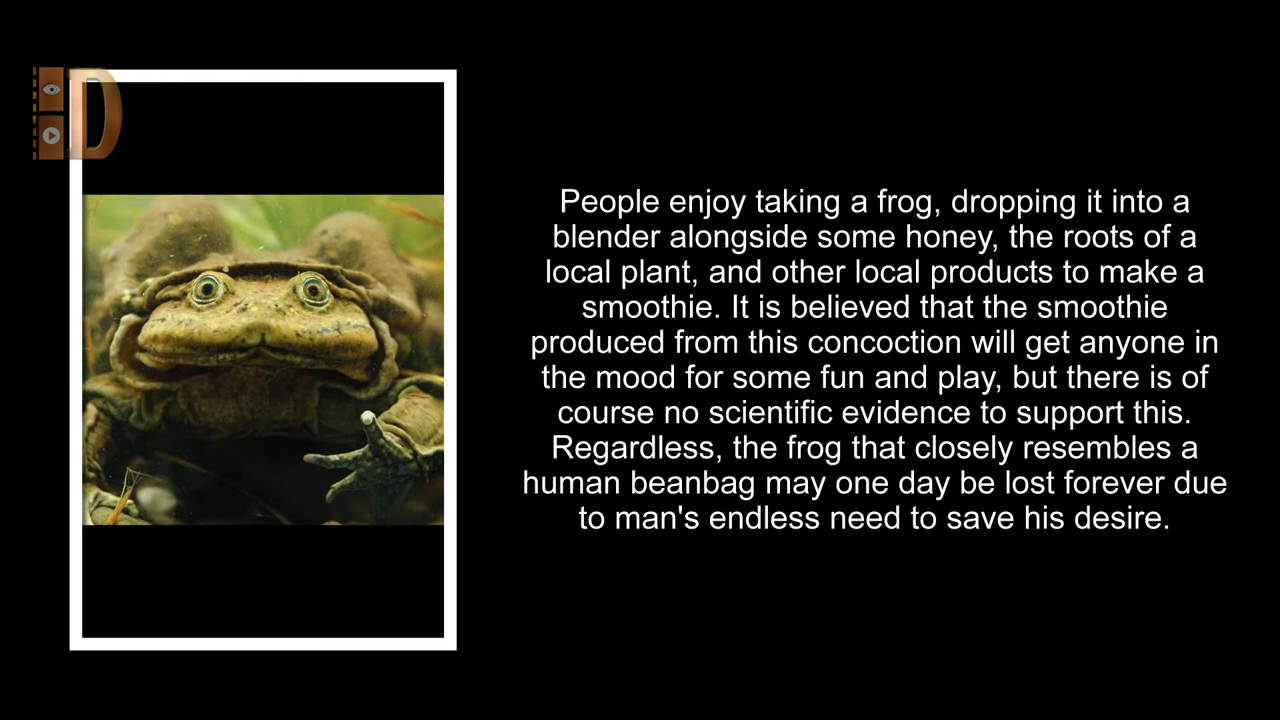 D
People enjoy taking a frog, dropping it into a
blender alongside some honey, the roots of a
local plant, and other local products to make a
smoothie. It is believed that the smoothie
produced from this concoction will get anyone in
the mood for some fun and play, but there is of
course no scientific evidence to support this.
Regardless, the frog that closely resembles a
human beanbag may one day be lost forever due
to man's endless need to save his desire.